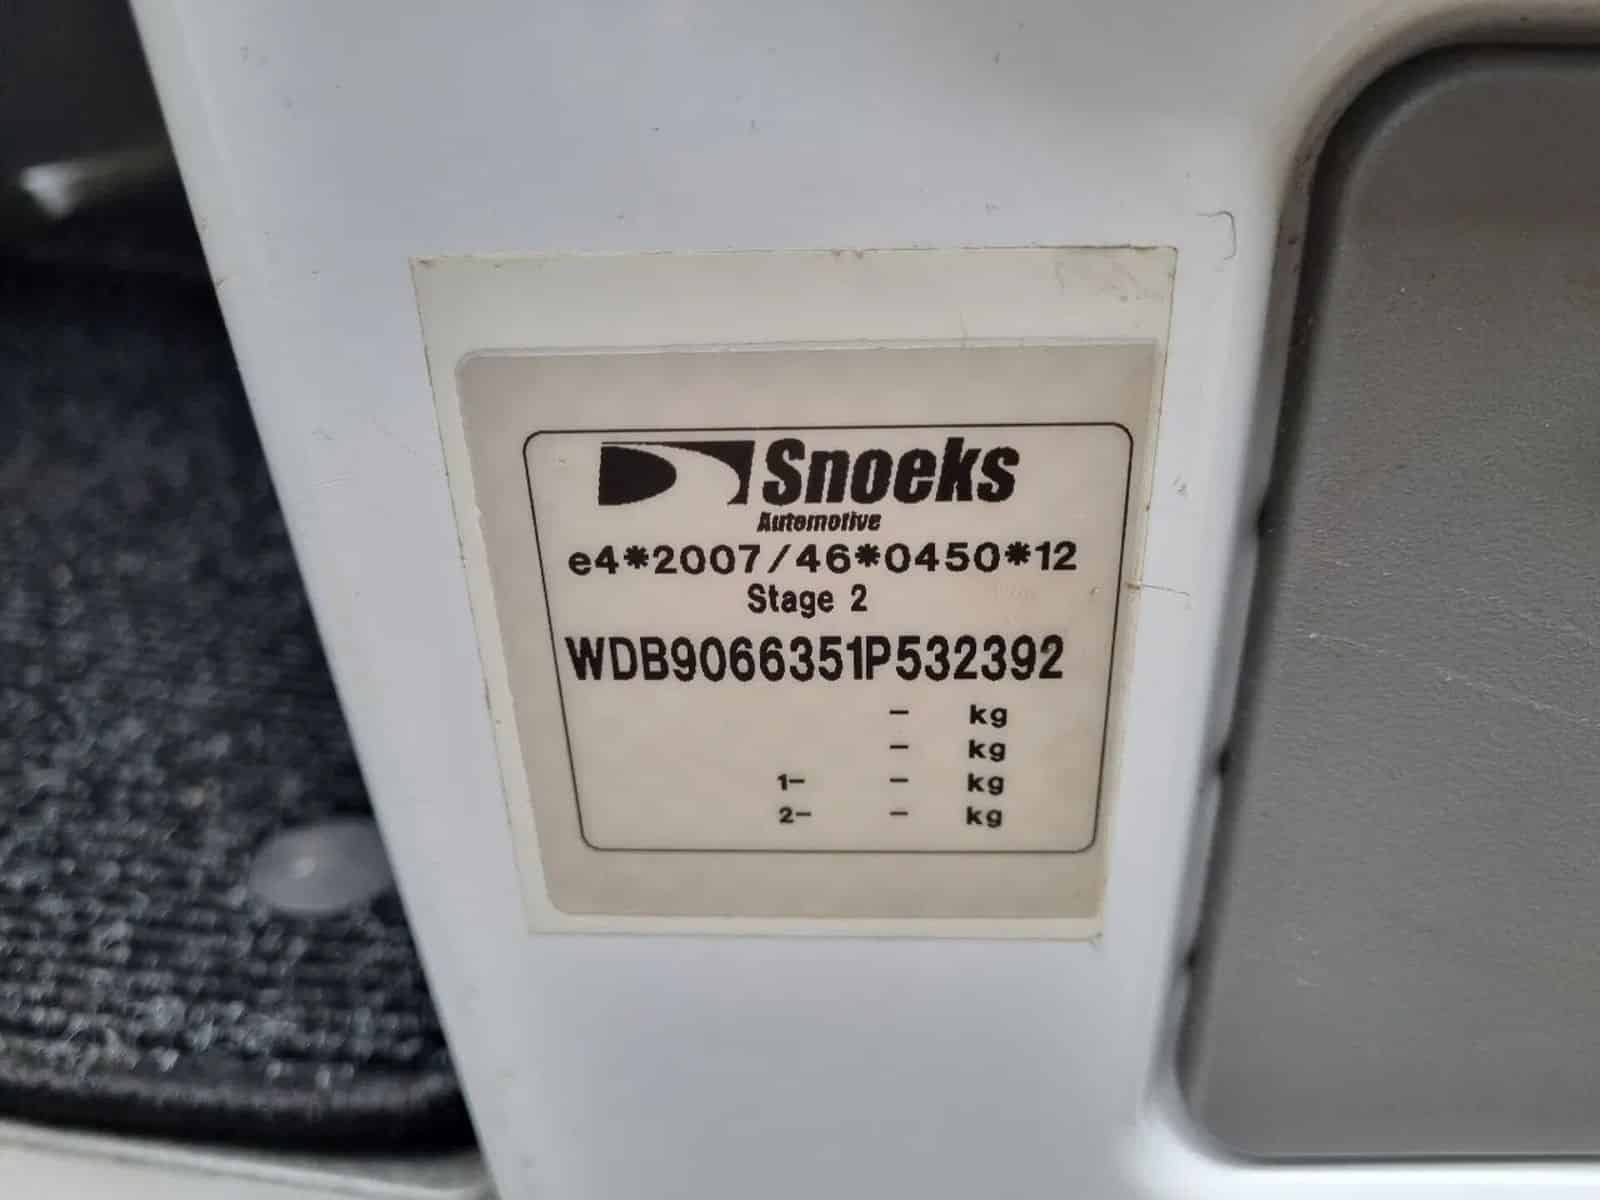 Snoeks
Automotive
e4*2007/46*0450*12
Stage 2
WDB9066351P532392
- kg
- kg
1- - kg
2- - kg